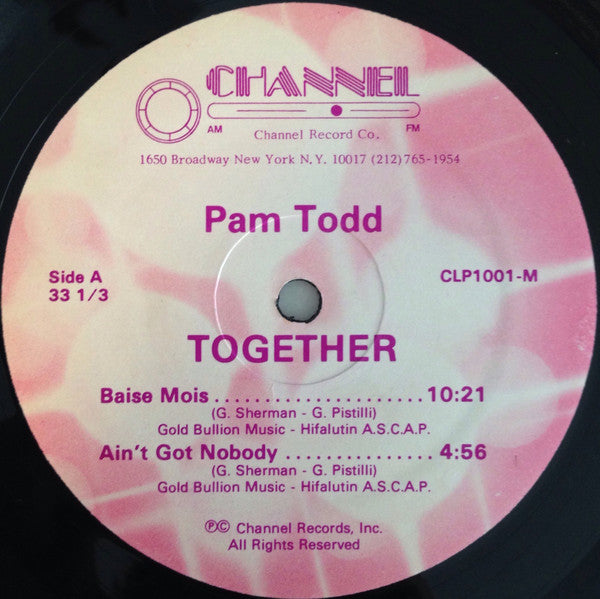 CHANNEL
AM FM
Channel Record Co.
1650 Broadway New York N.Y. 10017 (212)765-1954
Pam Todd
Side A
33 1/3
CLP1001-M
TOGETHER
Baise Mois ..................... 10:21
(G. Sherman - G. Pistilli)
Gold Bullion Music - Hifalutin A.S.C.A.P.
Ain't Got Nobody ............... 4:56
(G. Sherman - G. Pistilli)
Gold Bullion Music - Hifalutin A.S.C.A.P.
ⓅⒸ Channel Records, Inc.
All Rights Reserved